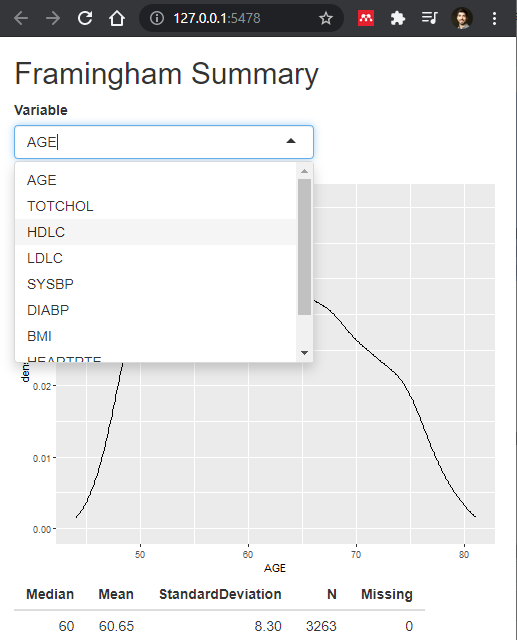 127.0.0.1:5478
Framingham Summary
Variable
AGE
AGE
TOTCHOL
HDLC
LDLC
SYSBP
DIABP
BMI
HEARTRTE
0.02
0.01
0.00
50 60 70 80
AGE
Median Mean StandardDeviation N Missing
60 60.65 8.30 3263 0